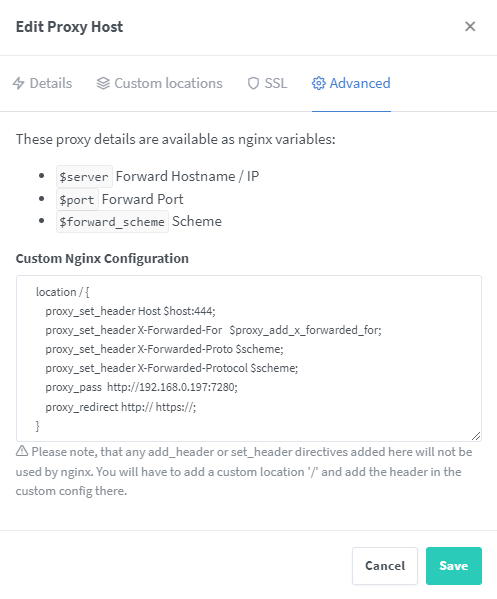 Edit Proxy Host
Details Custom locations SSL Advanced
These proxy details are available as nginx variables:
$server Forward Hostname / IP
$port Forward Port
$forward_scheme Scheme
Custom Nginx Configuration
location / {
proxy_set_header Host $host:444;
proxy_set_header X-Forwarded-For $proxy_add_x_forwarded_for;
proxy_set_header X-Forwarded-Proto $scheme;
proxy_set_header X-Forwarded-Protocol $scheme;
proxy_pass http://192.168.0.197:7280;
proxy_redirect http:// https://;
}
Please note, that any add_header or set_header directives added here will not be
used by nginx. You will have to add a custom location '/' and add the header in the
custom config there.
Cancel Save